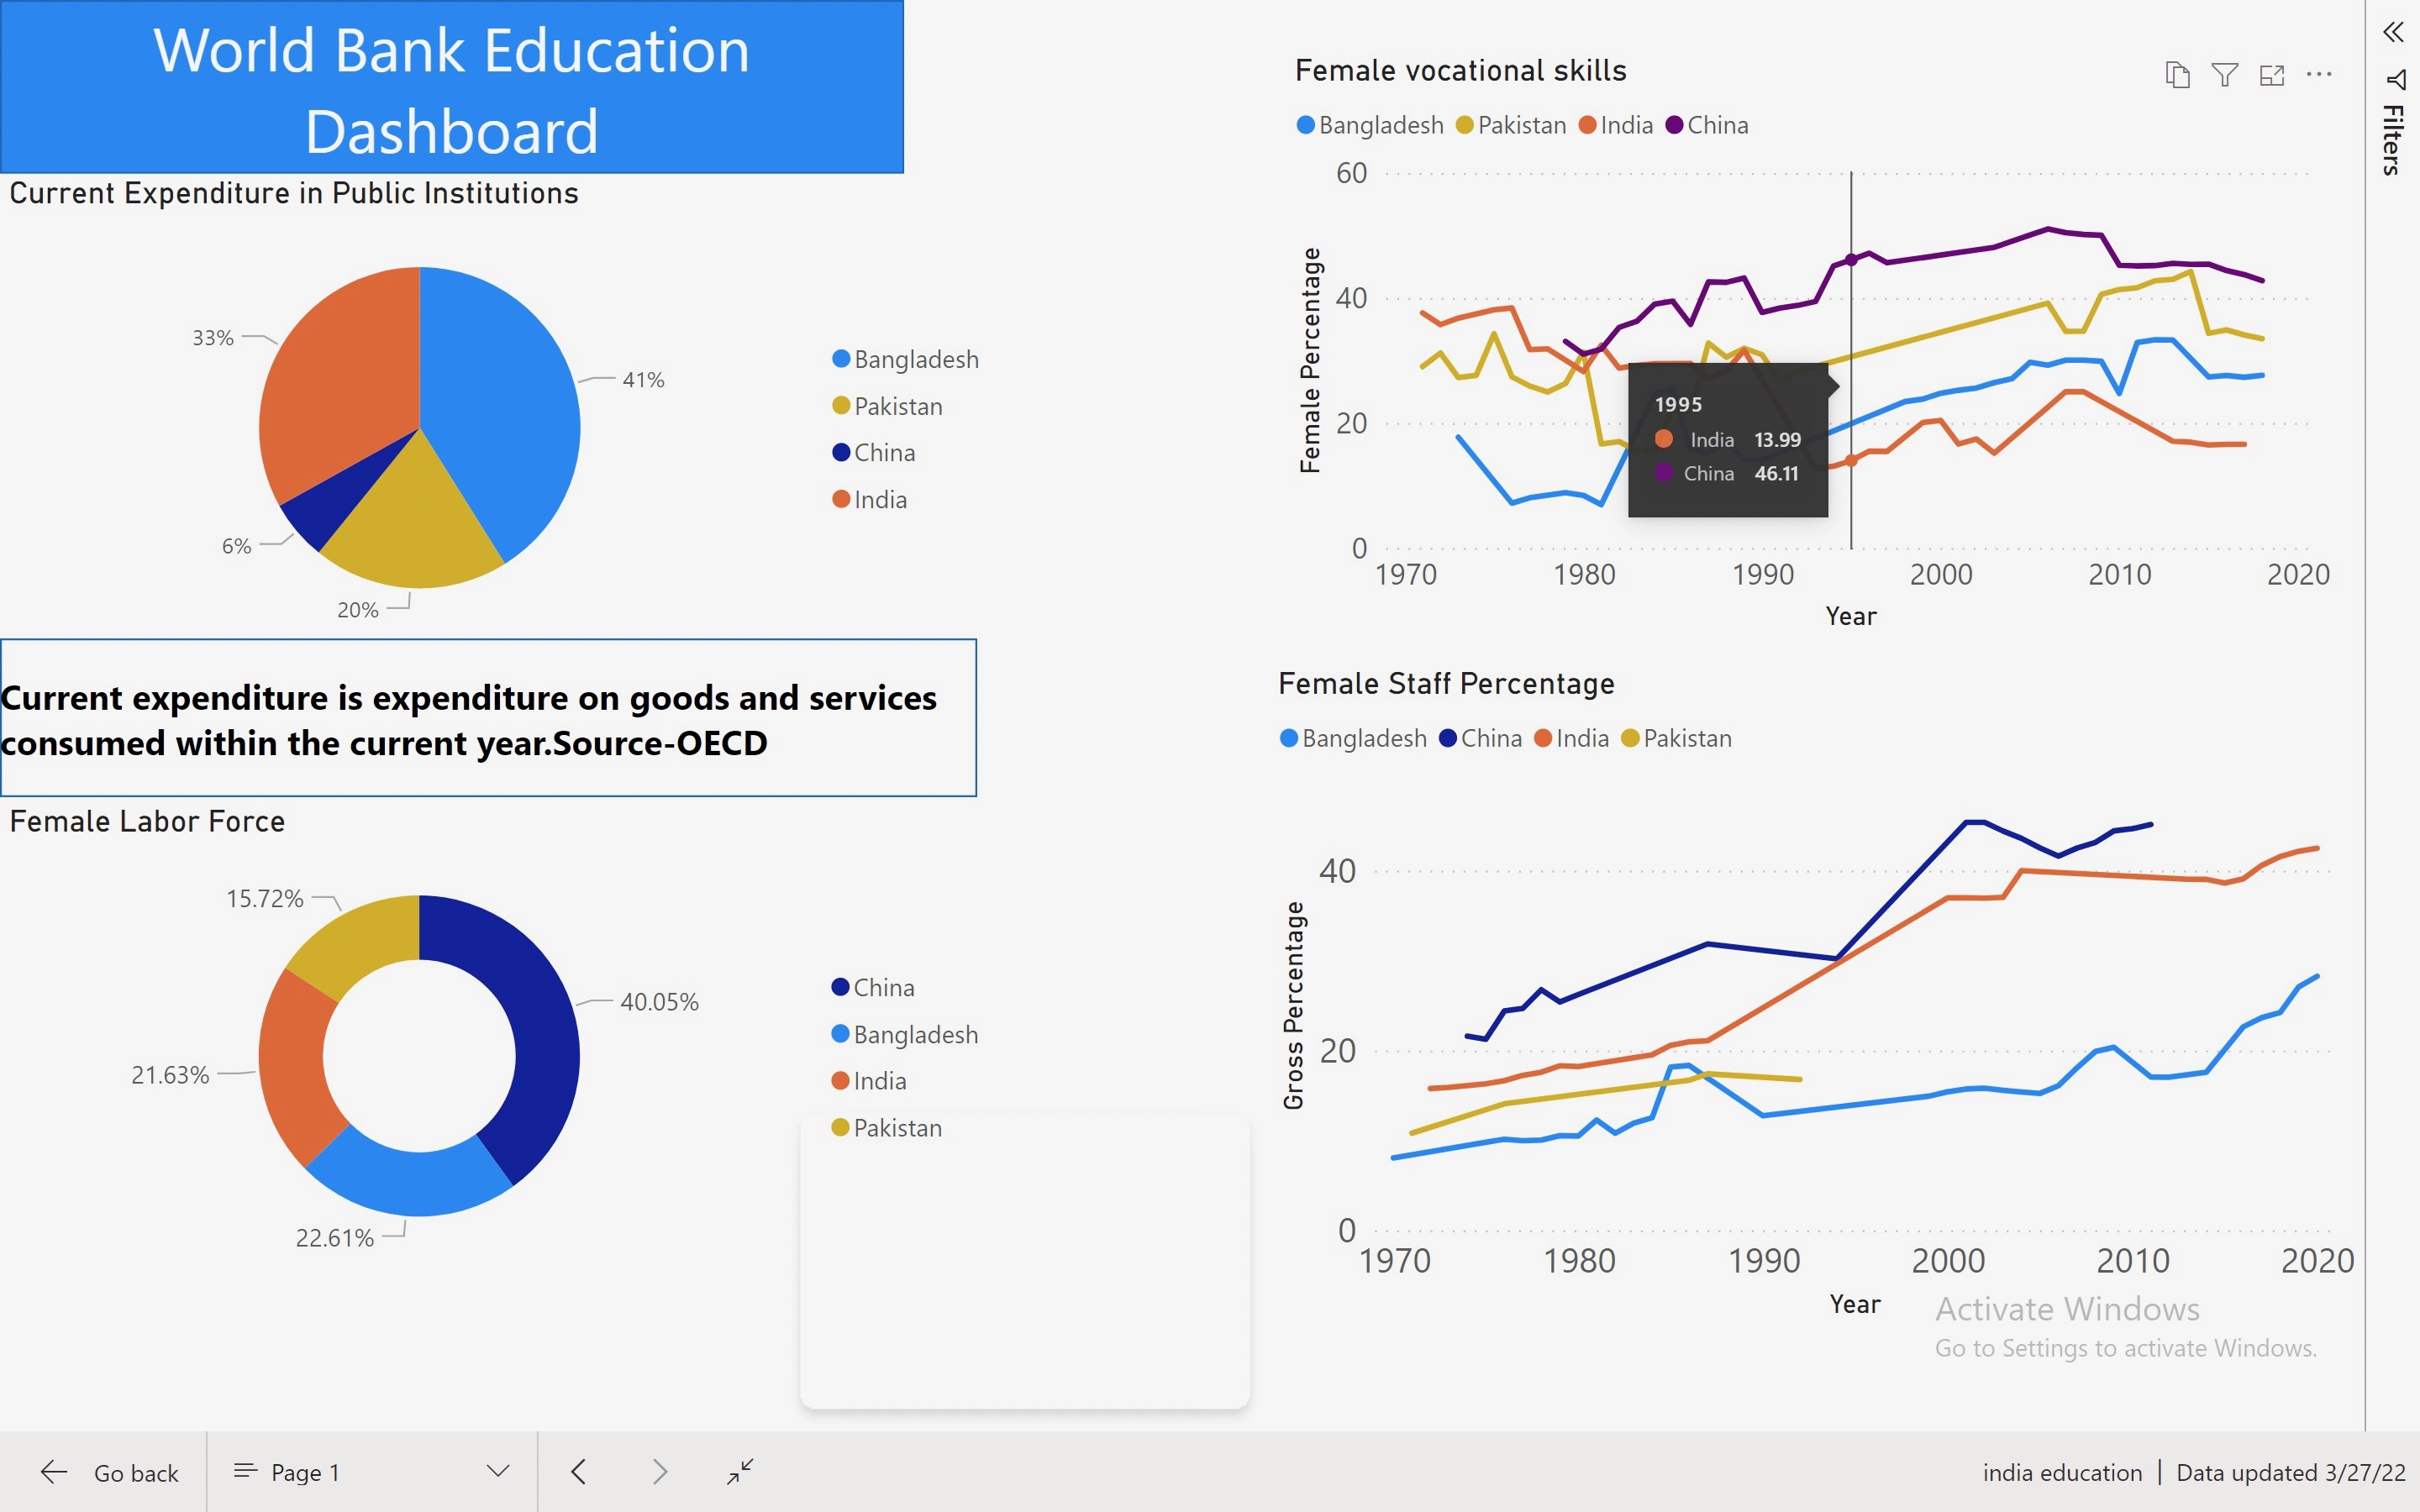 World Bank Education
Dashboard
Current Expenditure in Public Institutions
33%
41%
6%
20%
Bangladesh
Pakistan
China
India
Current expenditure is expenditure on goods and services
consumed within the current year.Source-OECD
Female Labor Force
15.72%
40.05%
21.63%
22.61%
China
Bangladesh
India
Pakistan
Female vocational skills
Bangladesh Pakistan India China
Female Percentage
60
40
20
0
1970 1980 1990 2000 2010 2020
Year
1995
India 13.99
China 46.11
Female Staff Percentage
Bangladesh China India Pakistan
Gross Percentage
40
20
0
1970 1980 1990 2000 2010 2020
Year
Activate Windows
Go to Settings to activate Windows.
Filters
Go back
Page 1
india education | Data updated 3/27/22